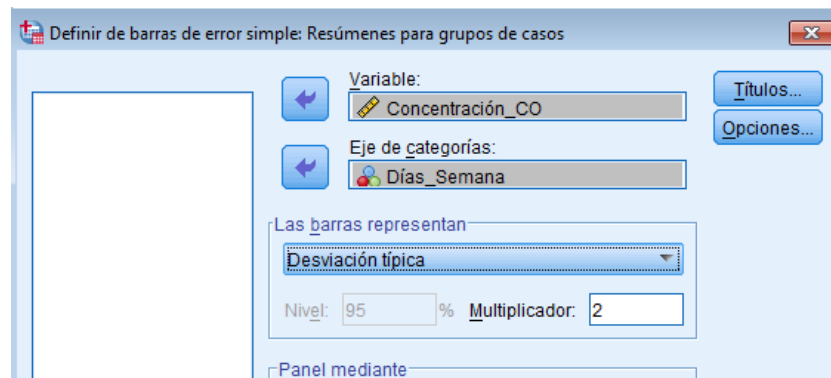 Definir de barras de error simple: Resúmenes para grupos de casos
Variable:
Concentración_CO
Títulos...
Opciones...
Eje de categorías:
Días_Semana
Las barras representan
Desviación típica
Nivel: 95 % Multiplicador: 2
Panel mediante